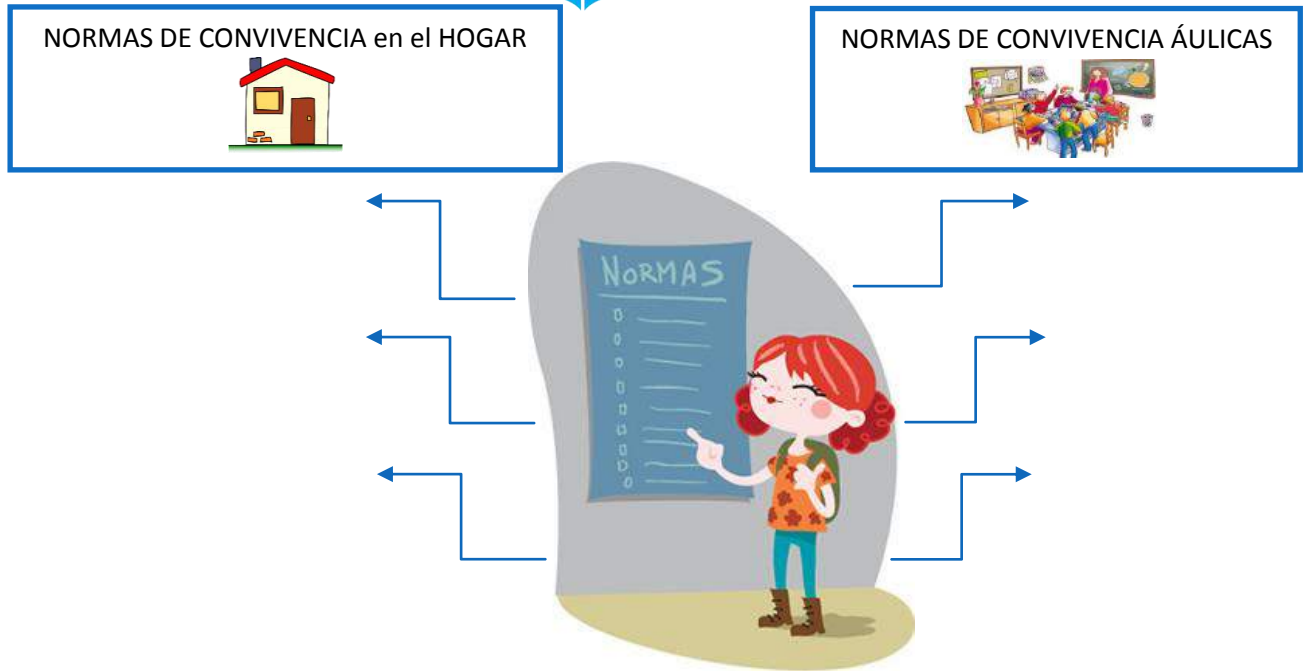 NORMAS DE CONVIVENCIA en el HOGAR
NORMAS DE CONVIVENCIA ÁULICAS
NORMAS